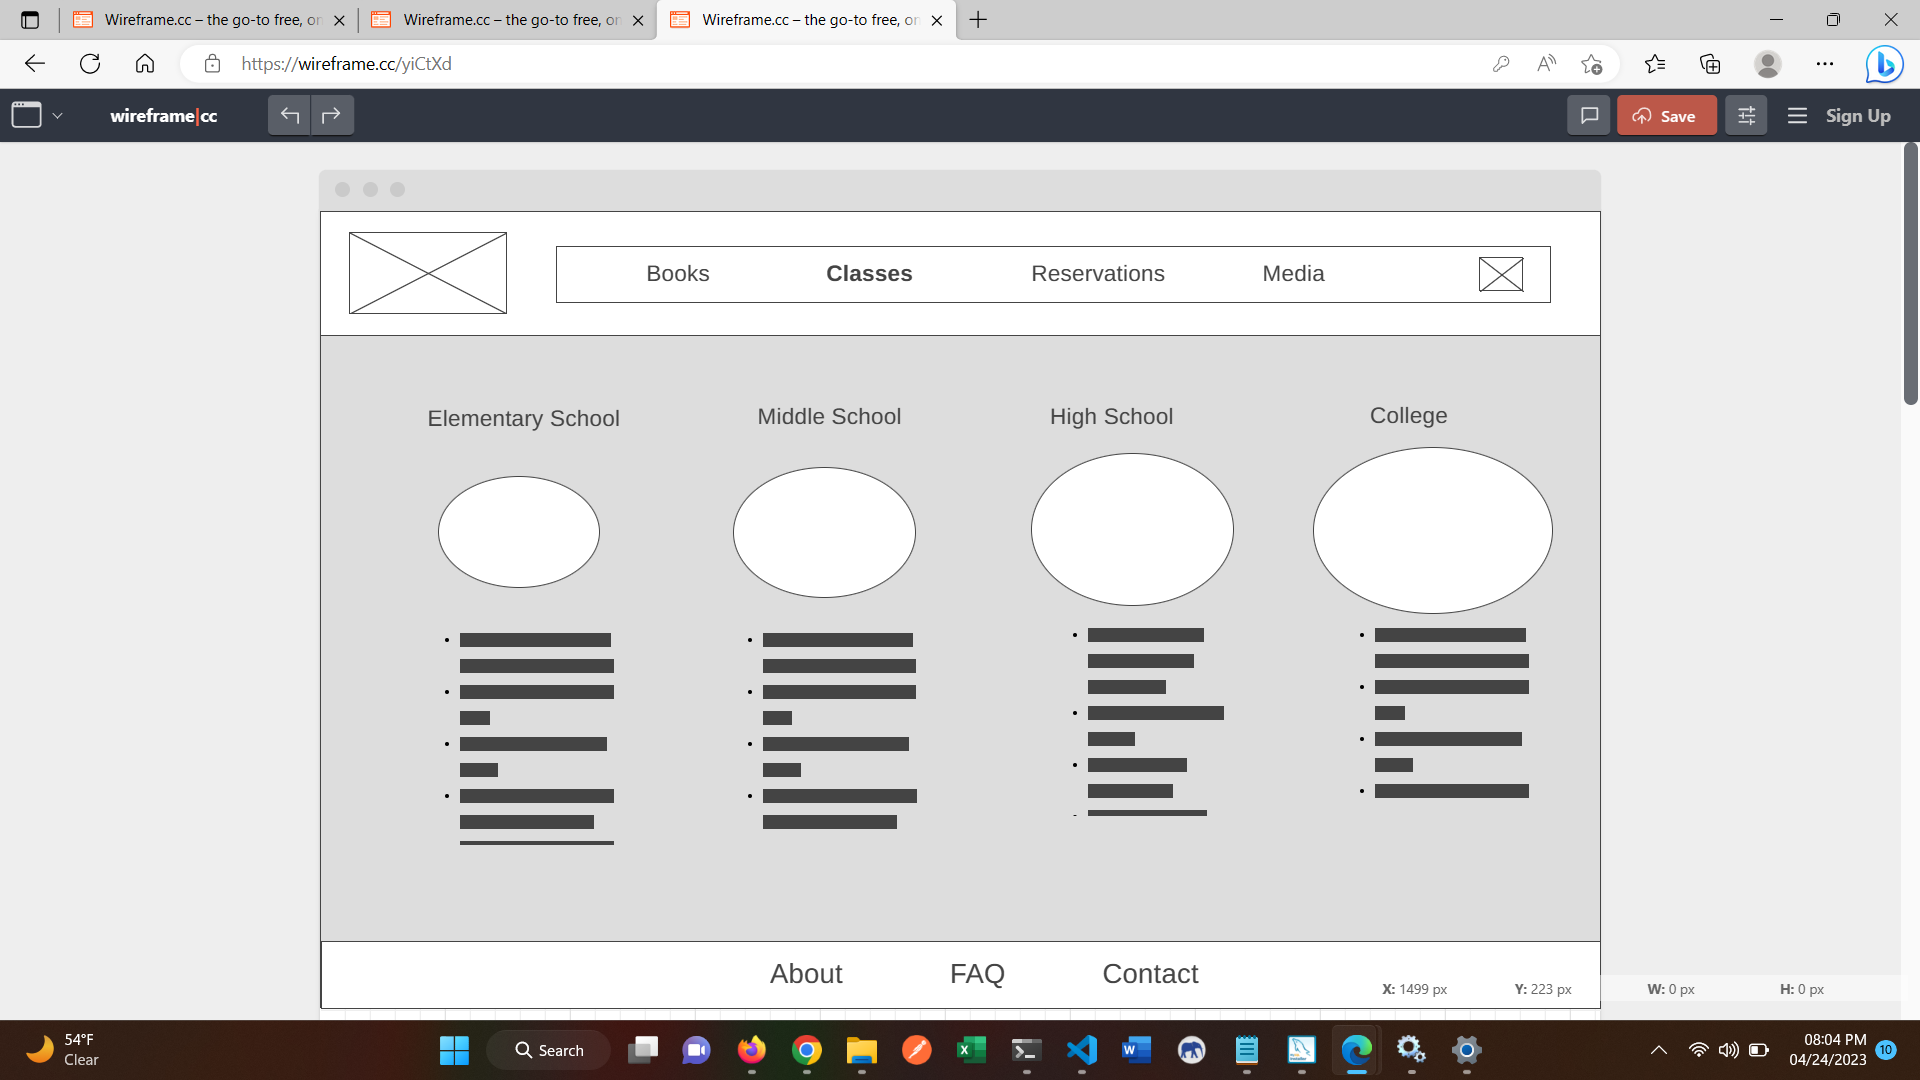 Wireframe.cc – the go-to free, on
Wireframe.cc – the go-to free, on
Wireframe.cc – the go-to free, on
https://wireframe.cc/yiCtXd
wireframe|cc
Save
Sign Up
Books Classes Reservations Media
Elementary School Middle School High School College
About FAQ Contact
X: 1499 px Y: 223 px W: 0 px H: 0 px
54°F
Clear
Search
08:04 PM
04/24/2023
10